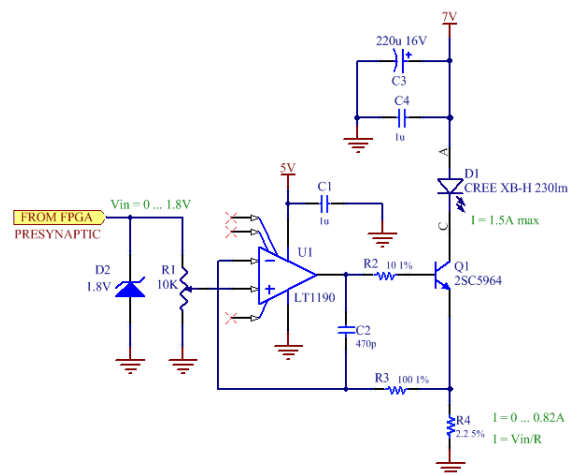 7V
220u 16V
+
C3
C4
1u
A
D1
CREE XB-H 230lm
5V
C1
1u
C
I = 1.5A max
Vin = 0 ... 1.8V
FROM FPGA
PRESYNAPTIC
U1
R2
10 1%
Q1
2SC5964
D2
1.8V
R1
10K
LT1190
C2
470p
R3
100 1%
R4
2.2 5%
I = 0 ... 0.82A
I = Vin/R